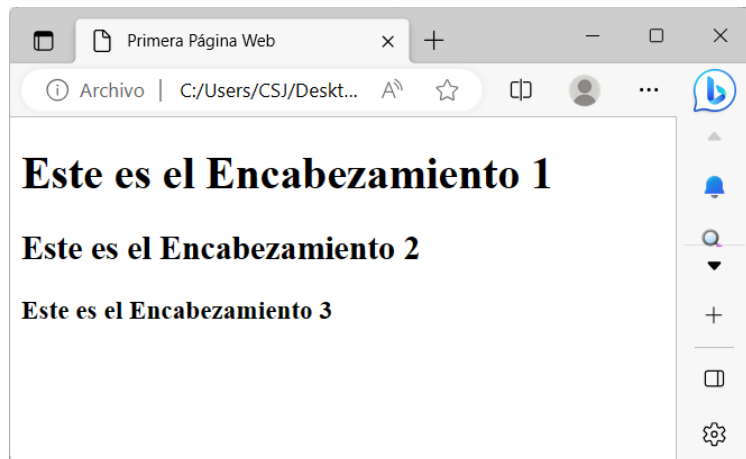 Primera Página Web
Archivo | C:/Users/CSJ/Deskt...
Este es el Encabezamiento 1
Este es el Encabezamiento 2
Este es el Encabezamiento 3